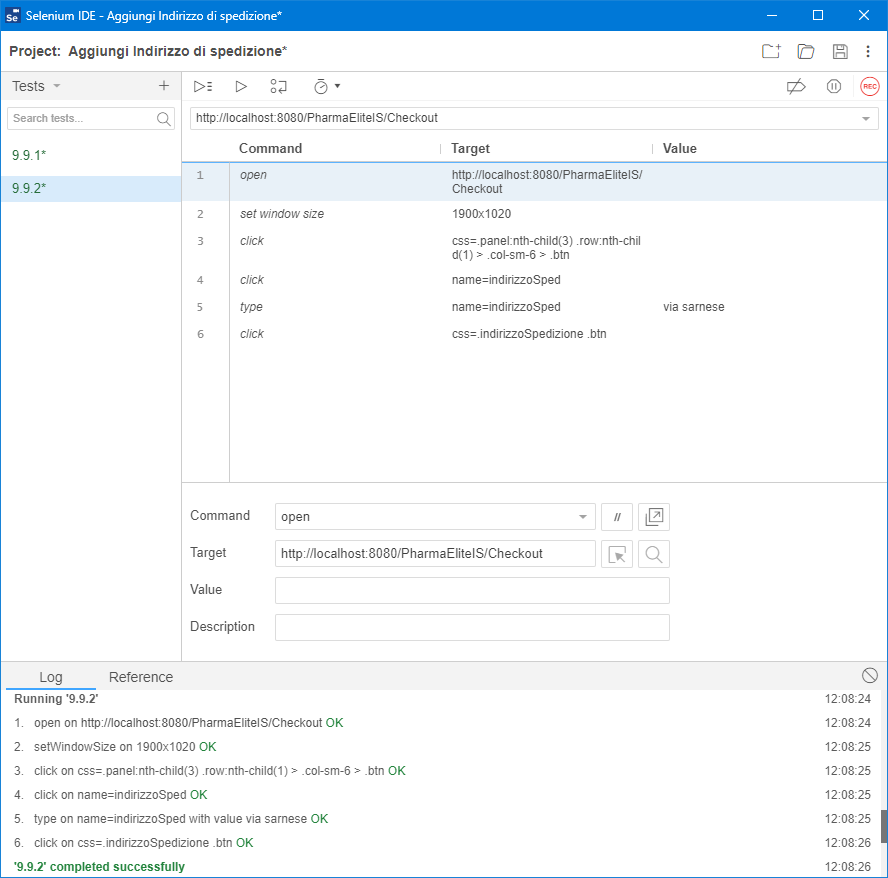 Se Selenium IDE - Aggiungi Indirizzo di spedizione*
Project: Aggiungi Indirizzo di spedizione*
Tests
Search tests...
9.9.1*
9.9.2*
REC
http://localhost:8080/PharmaEliteIS/Checkout
Command Target Value
1 open http://localhost:8080/PharmaEliteIS/
Checkout
2 set window size 1900x1020
3 click css=.panel:nth-child(3) .row:nth-chil
d(1) > .col-sm-6 > .btn
4 click name=indirizzoSped
5 type name=indirizzoSped via sarnese
6 click css=.indirizzoSpedizione .btn
Command open //
Target http://localhost:8080/PharmaEliteIS/Checkout
Value
Description
Log Reference
Running '9.9.2' 12:08:24
1. open on http://localhost:8080/PharmaEliteIS/Checkout OK 12:08:24
2. setWindowSize on 1900x1020 OK 12:08:25
3. click on css=.panel:nth-child(3) .row:nth-child(1) > .col-sm-6 > .btn OK 12:08:25
4. click on name=indirizzoSped OK 12:08:25
5. type on name=indirizzoSped with value via sarnese OK 12:08:25
6. click on css=.indirizzoSpedizione .btn OK 12:08:26
'9.9.2' completed successfully 12:08:26